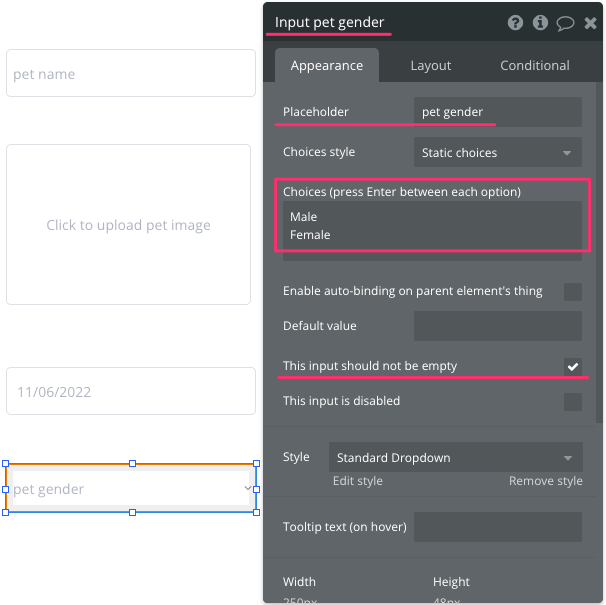 pet name
Click to upload pet image
11/06/2022
pet gender
Input pet gender
Appearance Layout Conditional
Placeholder pet gender
Choices style Static choices
Choices (press Enter between each option)
Male
Female
Enable auto-binding on parent element's thing
Default value
This input should not be empty
This input is disabled
Style Standard Dropdown
Edit style Remove style
Tooltip text (on hover)
Width Height
250px 48px